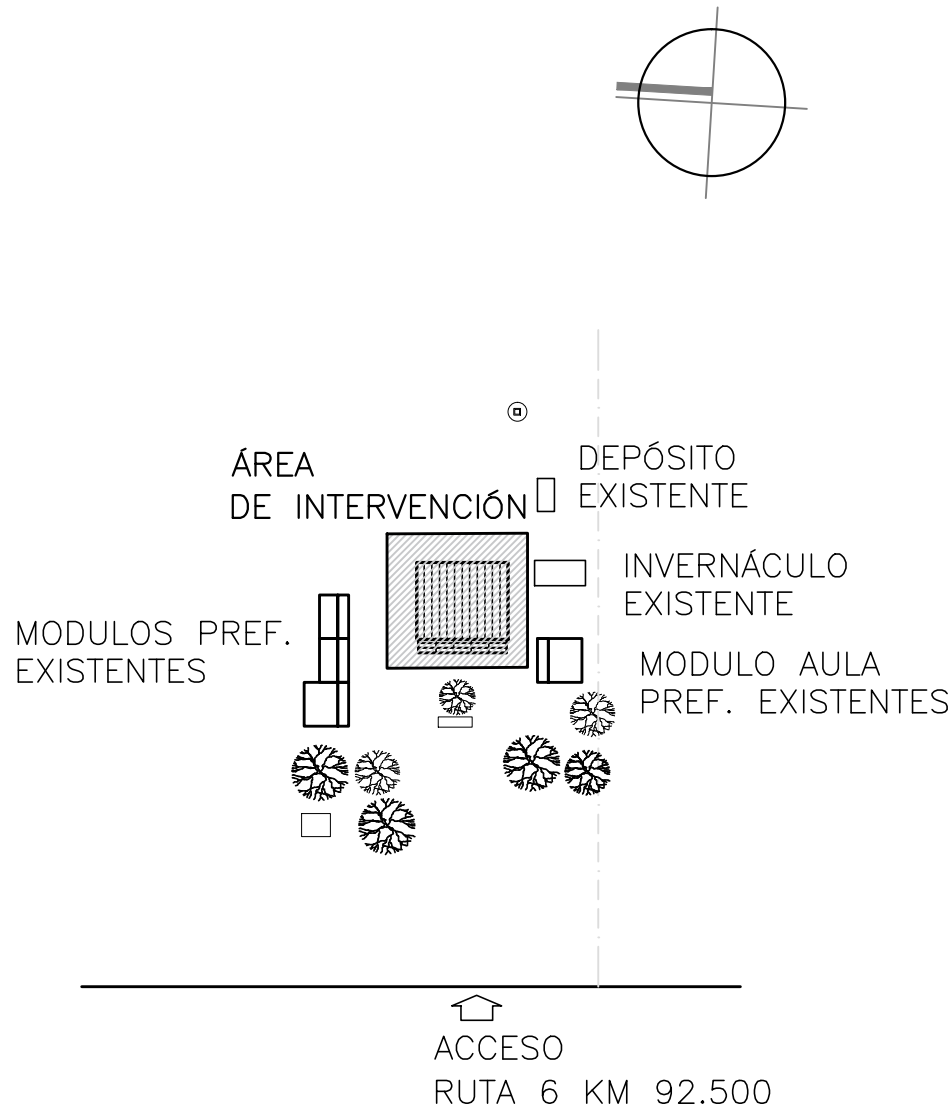 ÁREA
DE INTERVENCIÓN
DEPÓSITO
EXISTENTE
INVERNÁCULO
EXISTENTE
MODULOS PREF.
EXISTENTES
MODULO AULA
PREF. EXISTENTES
ACCESO
RUTA 6 KM 92.500